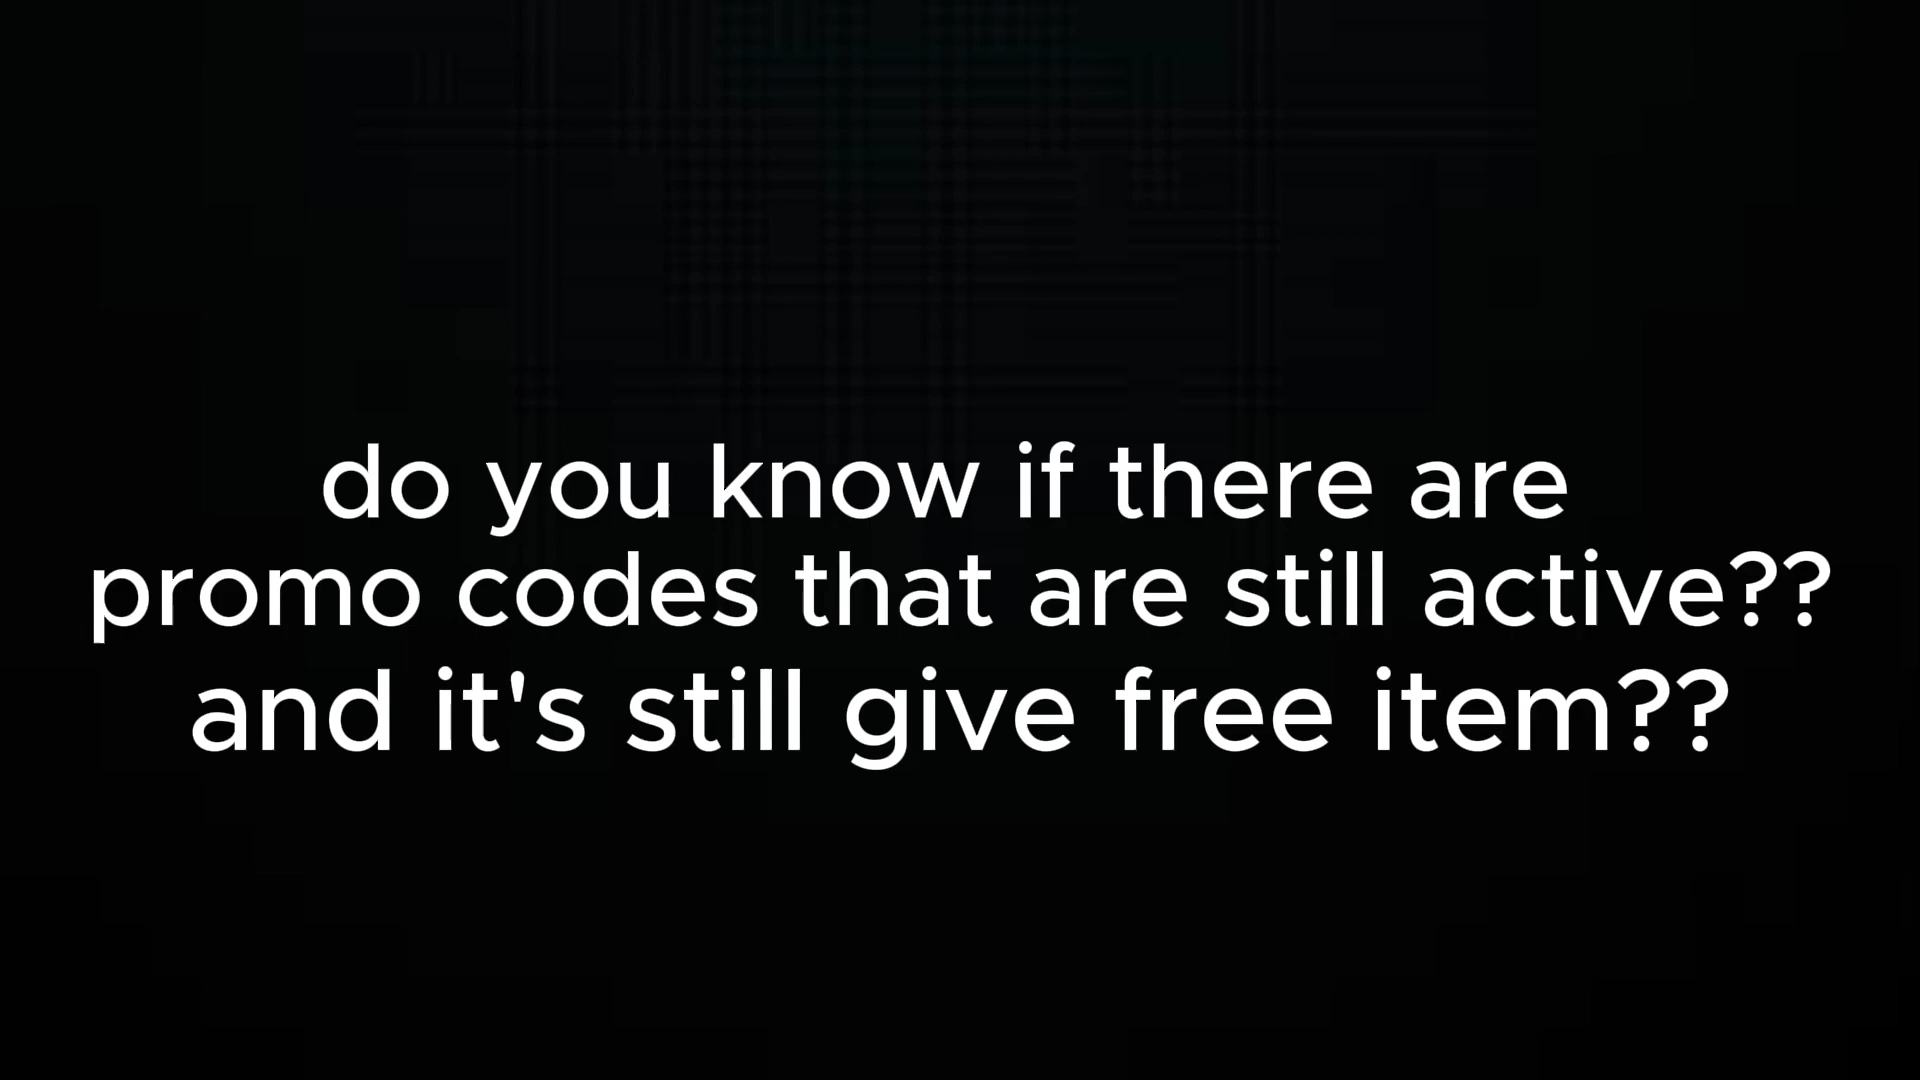 do you know if there are
promo codes that are still active??
and it's still give free item??